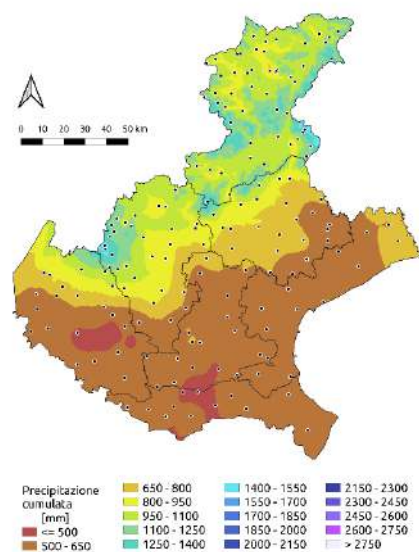 0 10 20 30 40 50 km
Precipitazione
cumulata
[mm]
<= 500
500 - 650
650 - 800
800 - 950
950 - 1100
1100 - 1250
1250 - 1400
1400 - 1550
1550 - 1700
1700 - 1850
1850 - 2000
2000 - 2150
2150 - 2300
2300 - 2450
2450 - 2600
2600 - 2750
> 2750